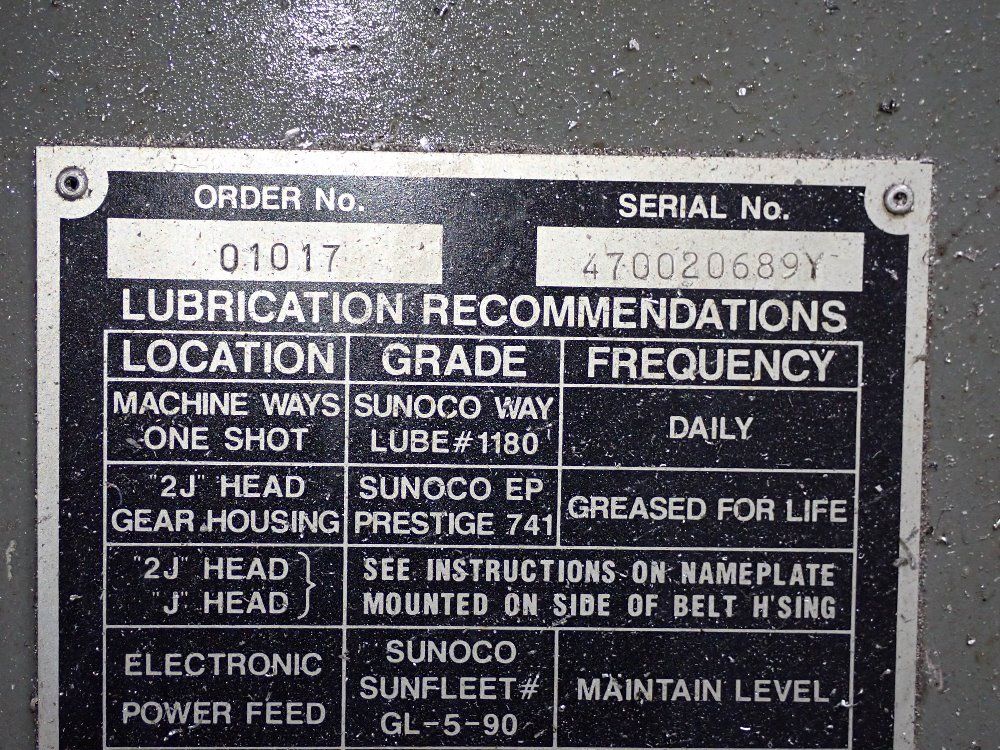 ORDER No.
SERIAL No.
01017
470020689Y
LUBRICATION RECOMMENDATIONS
LOCATION GRADE FREQUENCY
MACHINE WAYS
ONE SHOT
SUNOCO WAY
LUBE#1180
DAILY
"2J" HEAD
GEAR HOUSING
SUNOCO EP
PRESTIGE 741
GREASED FOR LIFE
"2J" HEAD
"J" HEAD
SEE INSTRUCTIONS ON NAMEPLATE
MOUNTED ON SIDE OF BELT H'SING
ELECTRONIC
POWER FEED
SUNOCO
SUNFLEET#
GL-5-90
MAINTAIN LEVEL